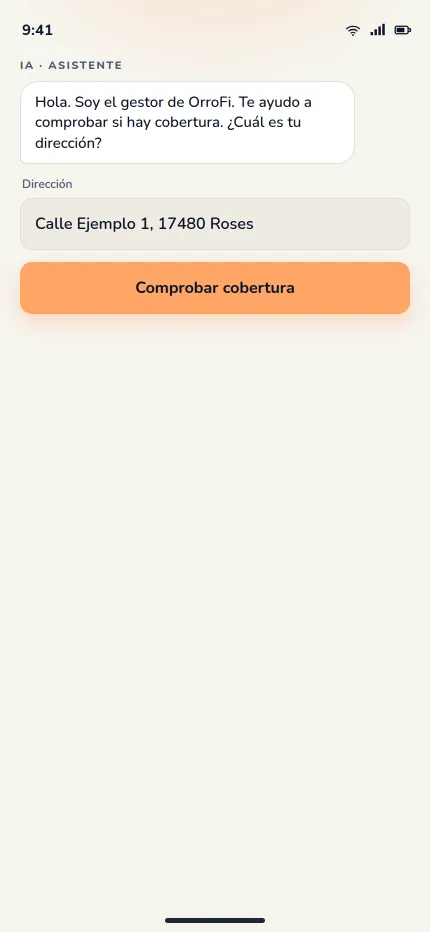 9:41
IA · ASISTENTE
Hola. Soy el gestor de OrroFi. Te ayudo a
comprobar si hay cobertura. ¿Cuál es tu
dirección?
Dirección
Calle Ejemplo 1, 17480 Roses
Comprobar cobertura